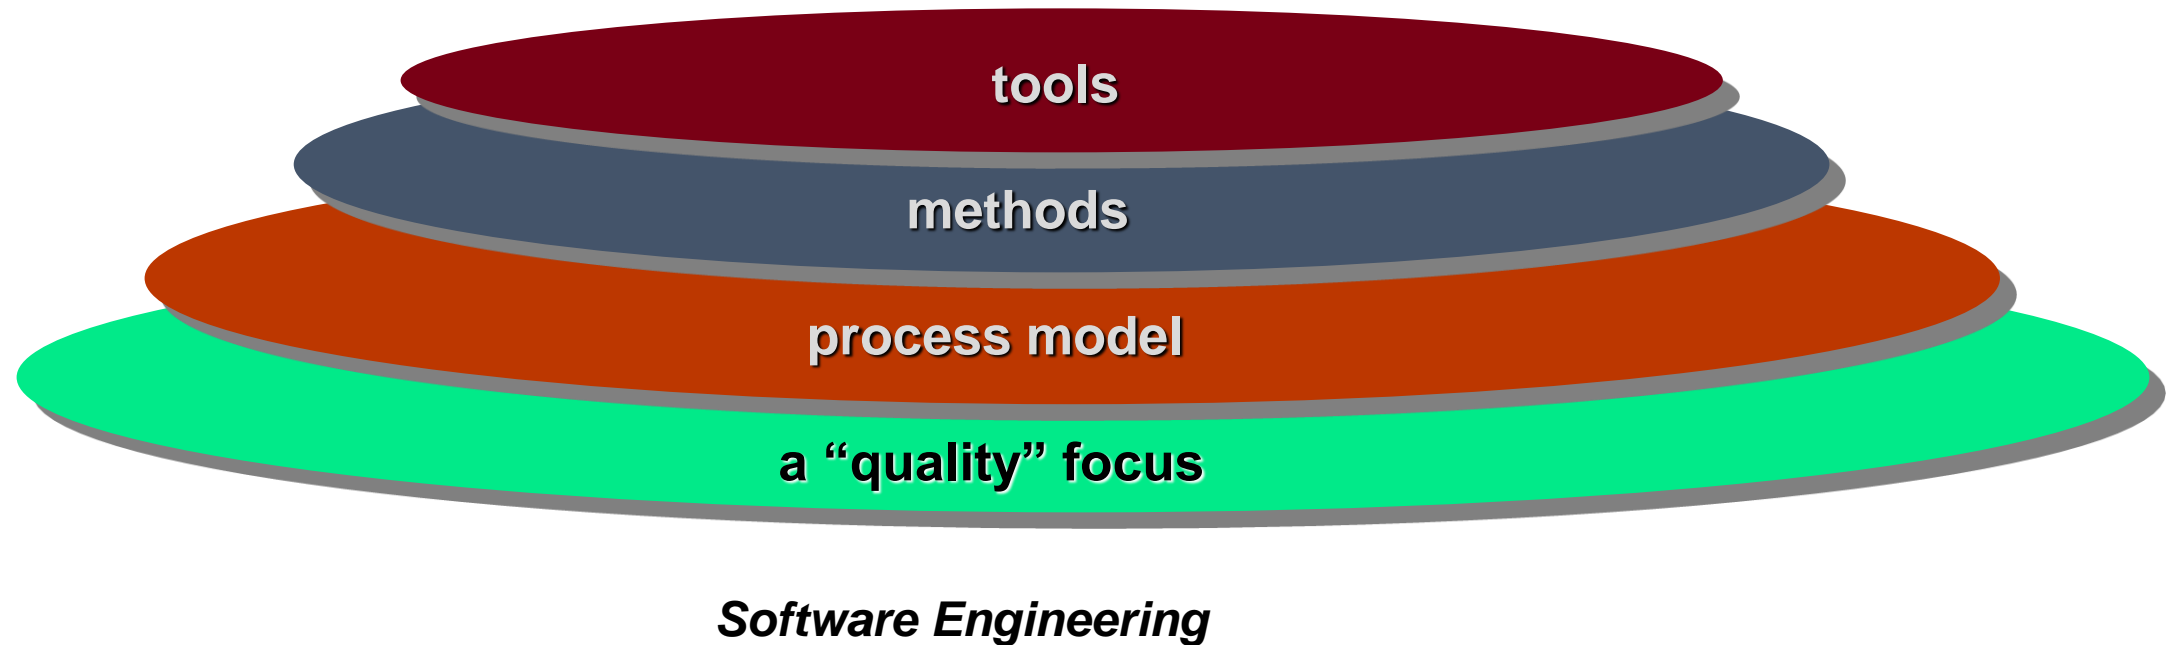 tools
methods
process model
a “quality” focus
Software Engineering